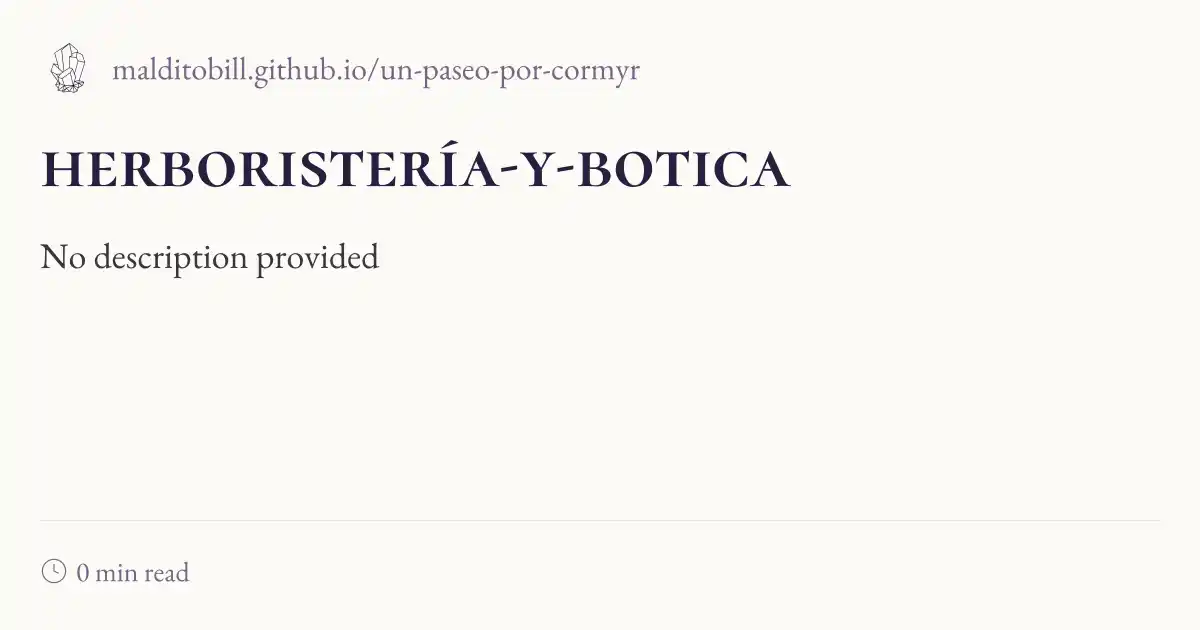 malditobill.github.io/un-paseo-por-cormyr
HERBORISTERÍA-Y-BOTICA
No description provided
0 min read